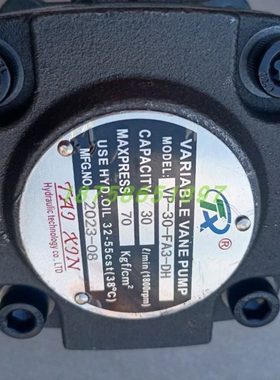 ®
VARIABLE VANE PUMP
MODEL: VP-30-FA3-DH
CAPACITY 30 ℓ/min (1800rpm)
MAXPRESS 70 Kgf/cm²
USE HYD.OIL 32-55cst(38°C)
MFG.NO. 2023-08
Hydraulic technology co., LTD